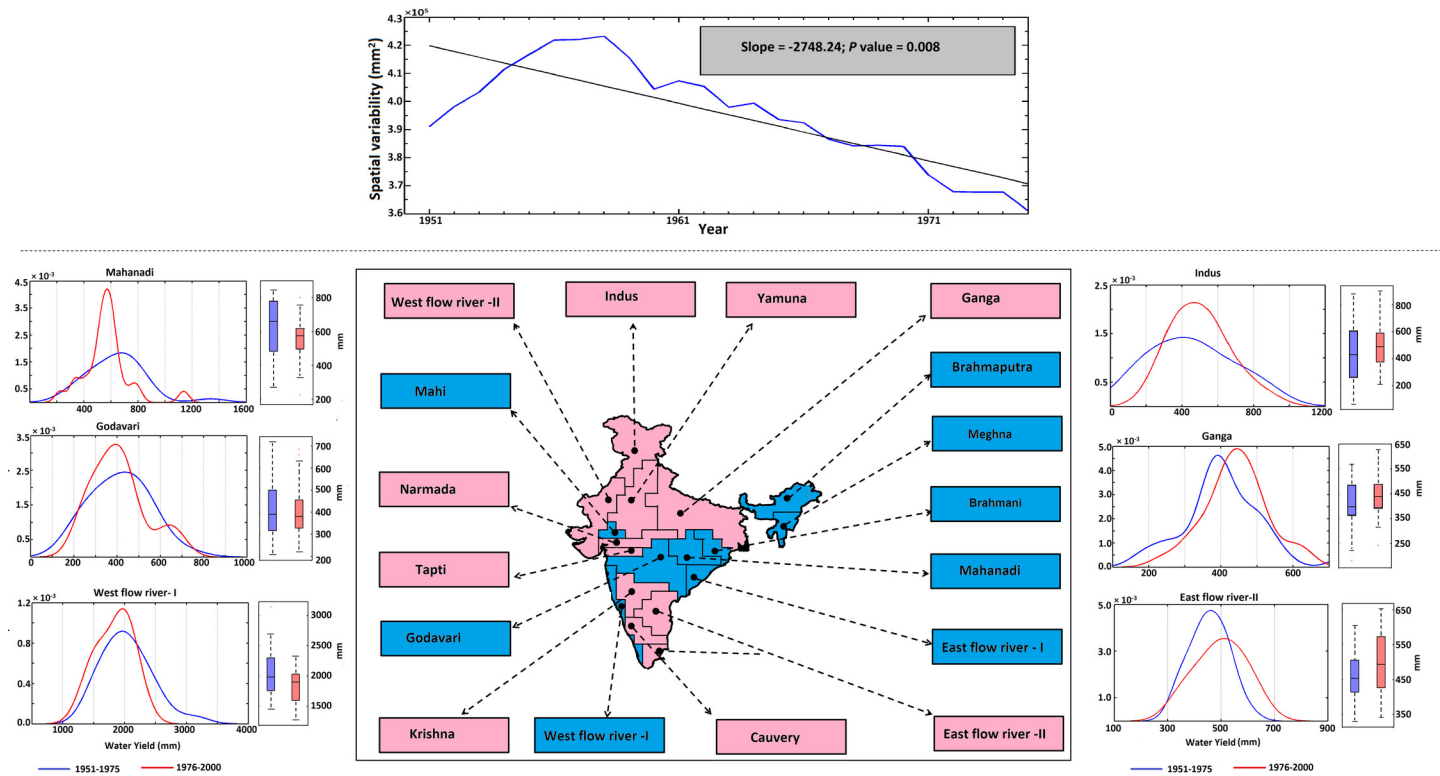 4.3 × 10⁵
4.2
4.1
4.0
3.9
3.8
3.7
3.6
Spatial variability (mm²)
Slope = -2748.24; P value = 0.008
1951
1961
1971
Year
Mahanadi
× 10⁻³
4.5
3.5
2.5
1.5
0.5
400
800
1200
1600
800
600
400
200
mm
Godavari
× 10⁻³
3.5
2.5
1.5
0.5
0
200
400
600
800
1000
700
600
500
400
300
200
mm
West flow river- I
× 10⁻³
1.2
0.8
0.4
0.0
1000
2000
3000
4000
Water Yield (mm)
3000
2500
2000
1500
mm
1951-1975
1976-2000
West flow river -II
Indus
Yamuna
Ganga
Mahi
Brahmaputra
Meghna
Narmada
Brahmani
Tapti
Mahanadi
Godavari
East flow river - I
Krishna
West flow river -I
Cauvery
East flow river -II
Indus
× 10⁻³
2.5
1.5
0.5
0
400
800
1200
800
600
400
200
mm
Ganga
× 10⁻³
5.0
4.0
3.0
2.0
1.0
0.0
200
400
600
650
550
450
350
250
mm
East flow river-II
× 10⁻³
5.0
3.0
1.0
100
300
500
700
900
Water Yield (mm)
650
550
450
350
mm
1951-1975
1976-2000